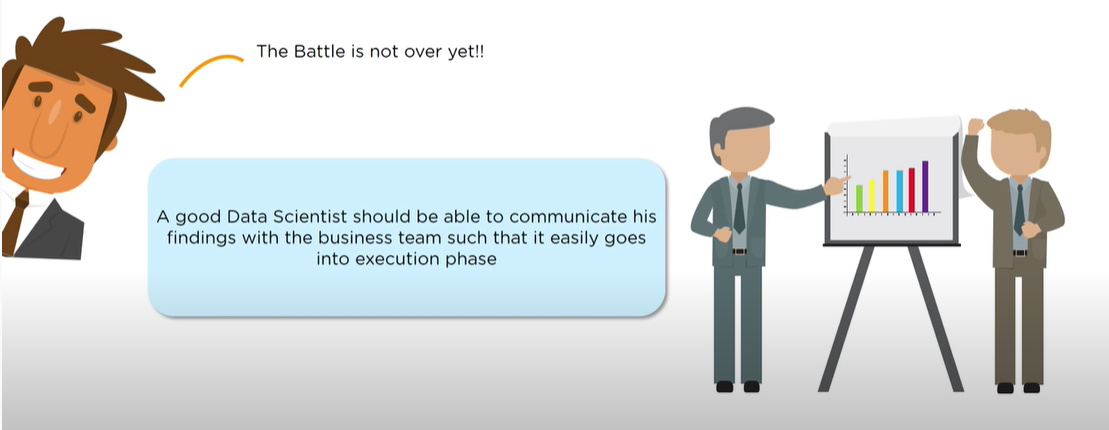 The Battle is not over yet!!
A good Data Scientist should be able to communicate his
findings with the business team such that it easily goes
into execution phase